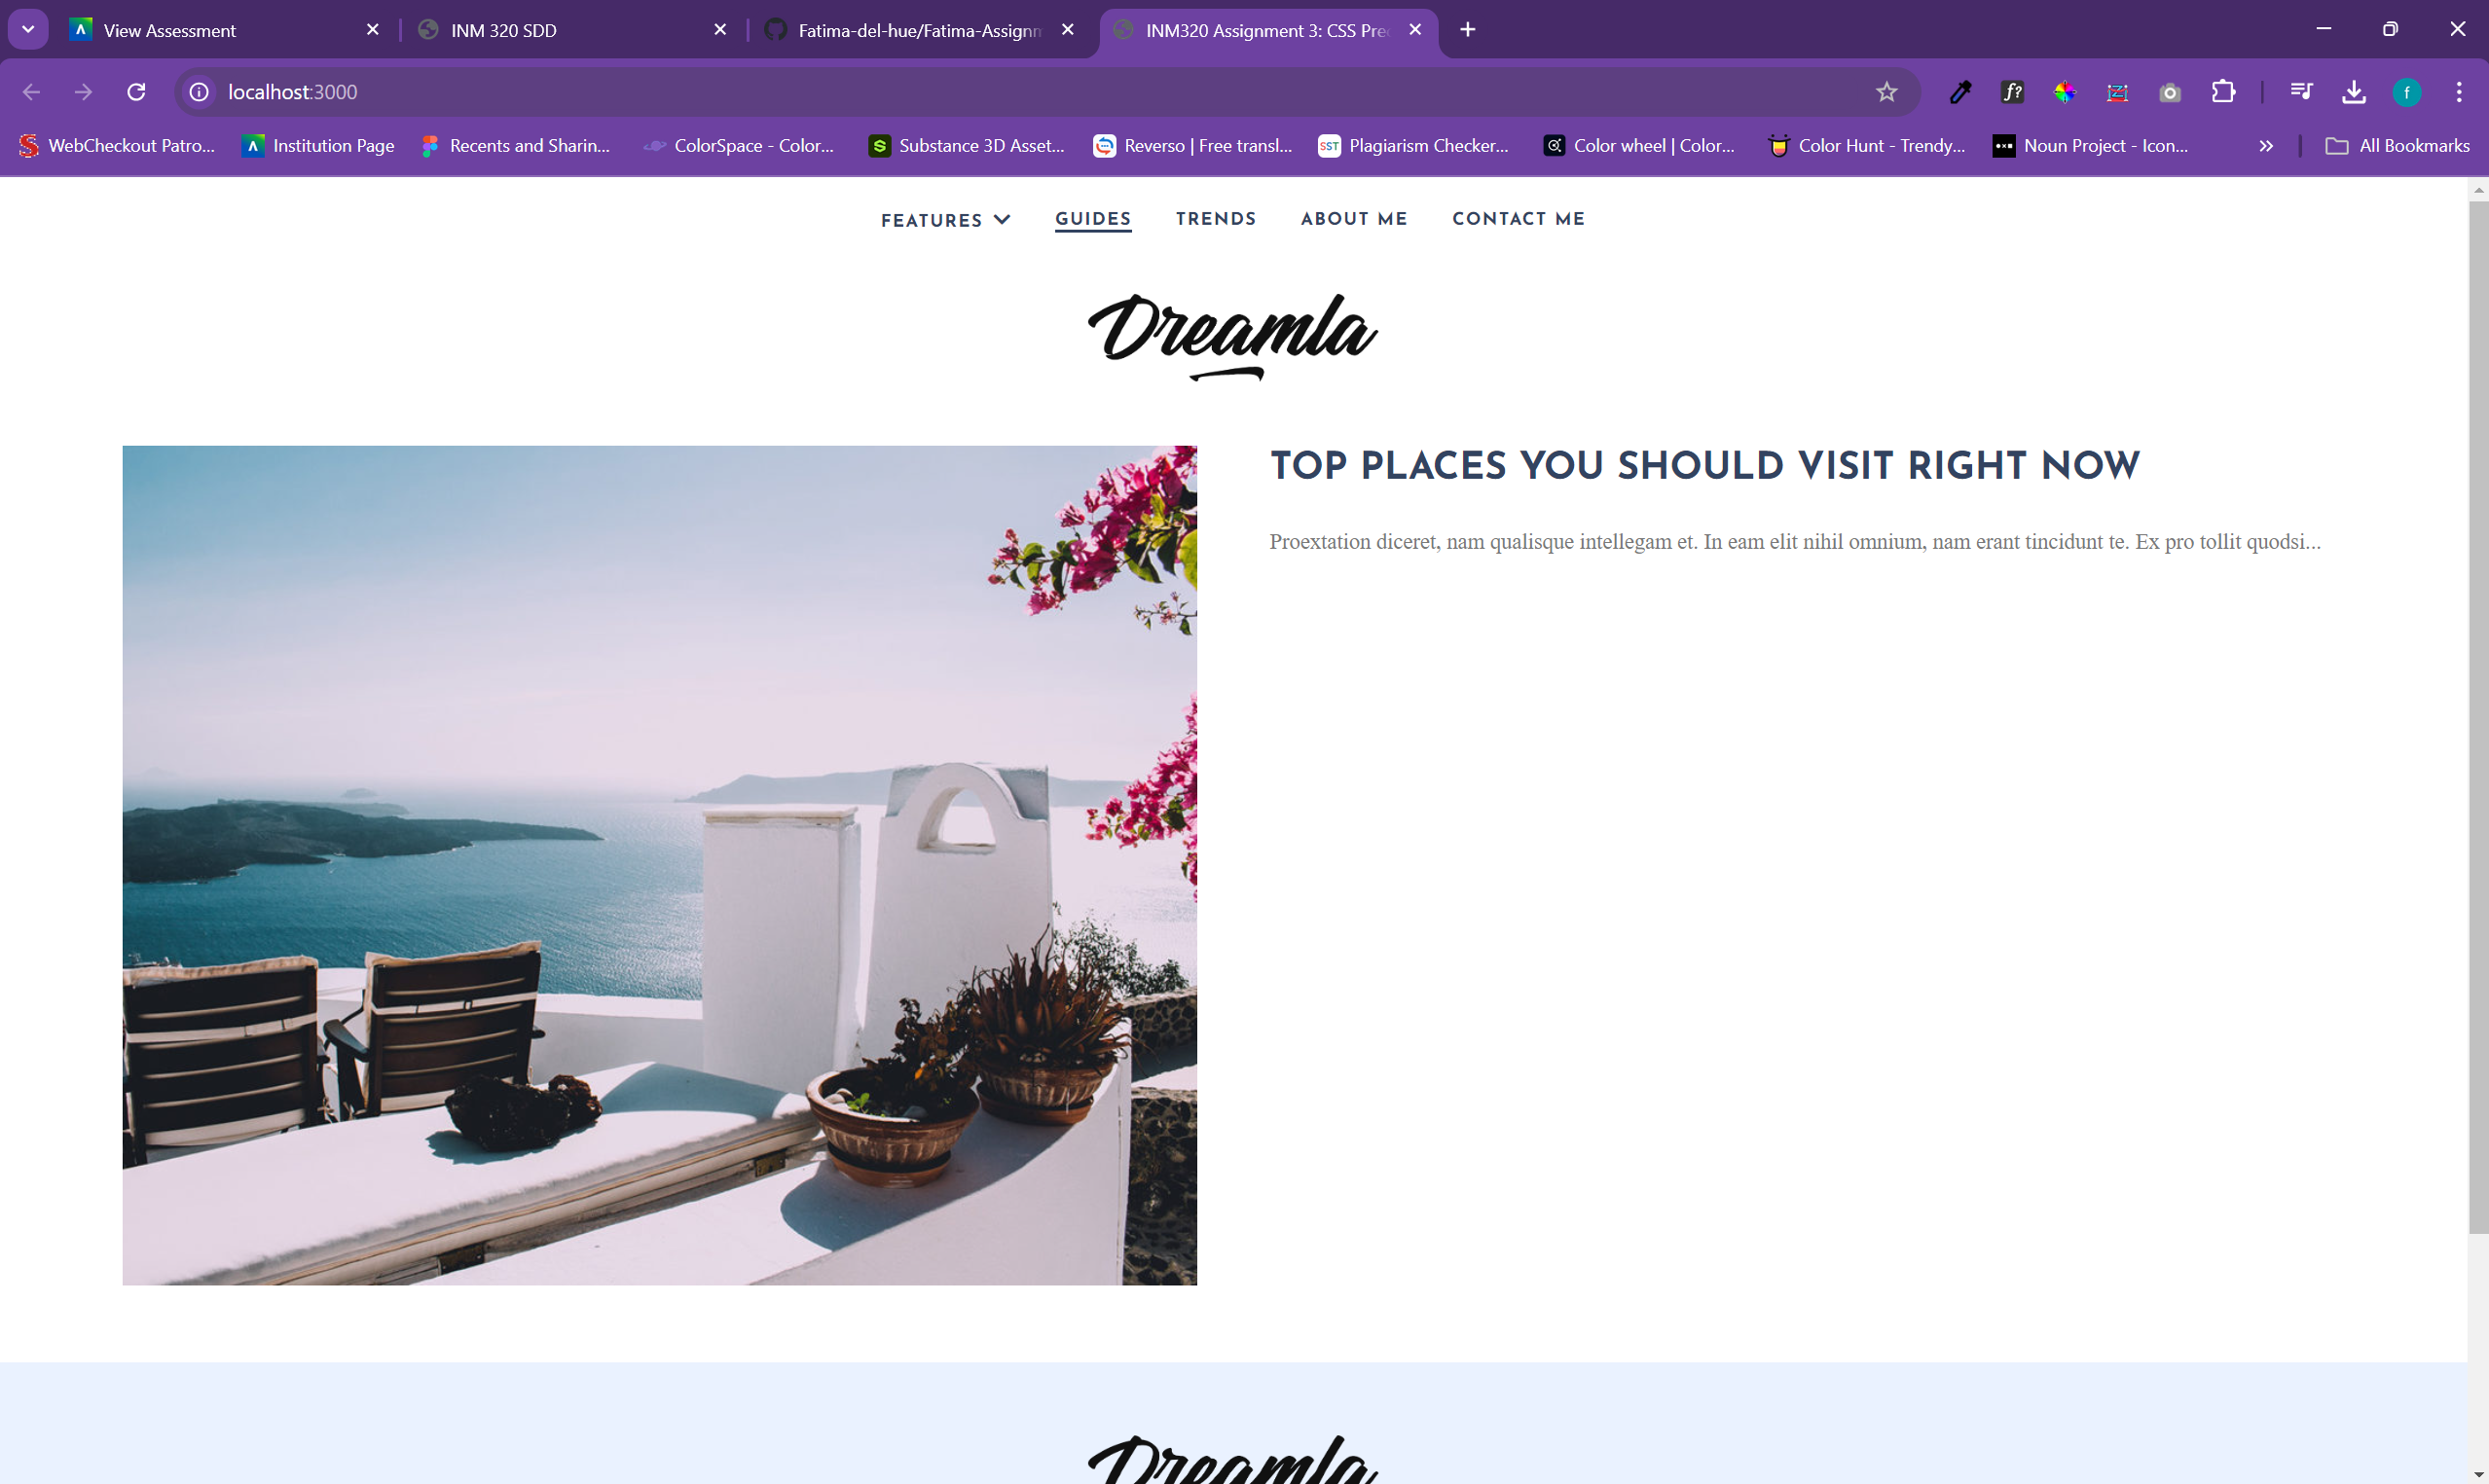 View Assessment
INM 320 SDD
Fatima-del-hue/Fatima-Assignm
INM320 Assignment 3: CSS Pre
localhost:3000
WebCheckout Patro...
Institution Page
Recents and Sharin...
ColorSpace - Color...
Substance 3D Asset...
Reverso | Free transl...
SST
Plagiarism Checker...
Color wheel | Color...
Color Hunt - Trendy...
Noun Project - Icon...
All Bookmarks
FEATURES
GUIDES
TRENDS
ABOUT ME
CONTACT ME
Dreamla
TOP PLACES YOU SHOULD VISIT RIGHT NOW
Proextation diceret, nam qualisque intellegam et. In eam elit nihil omnium, nam erant tincidunt te. Ex pro tollit quodsi...
Dreamla